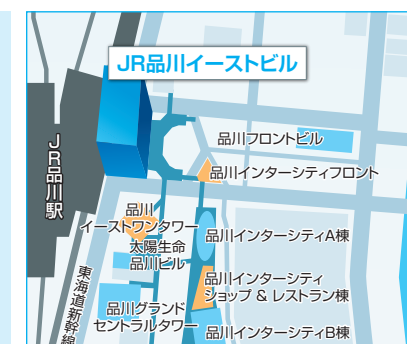 JR品川イーストビル
品川フロントビル
JR品川駅
品川インターシティフロント
品川
イーストワンタワー
太陽生命
品川ビル
品川インターシティA棟
東海道新幹線
品川インターシティ
ショップ & レストラン棟
品川グランド
セントラルタワー
品川インターシティB棟